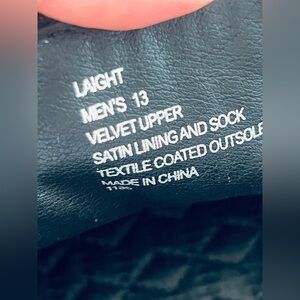 LAIGHT
MEN'S 13
VELVET UPPER
SATIN LINING AND SOCK
TEXTILE COATED OUTSOLE
MADE IN CHINA